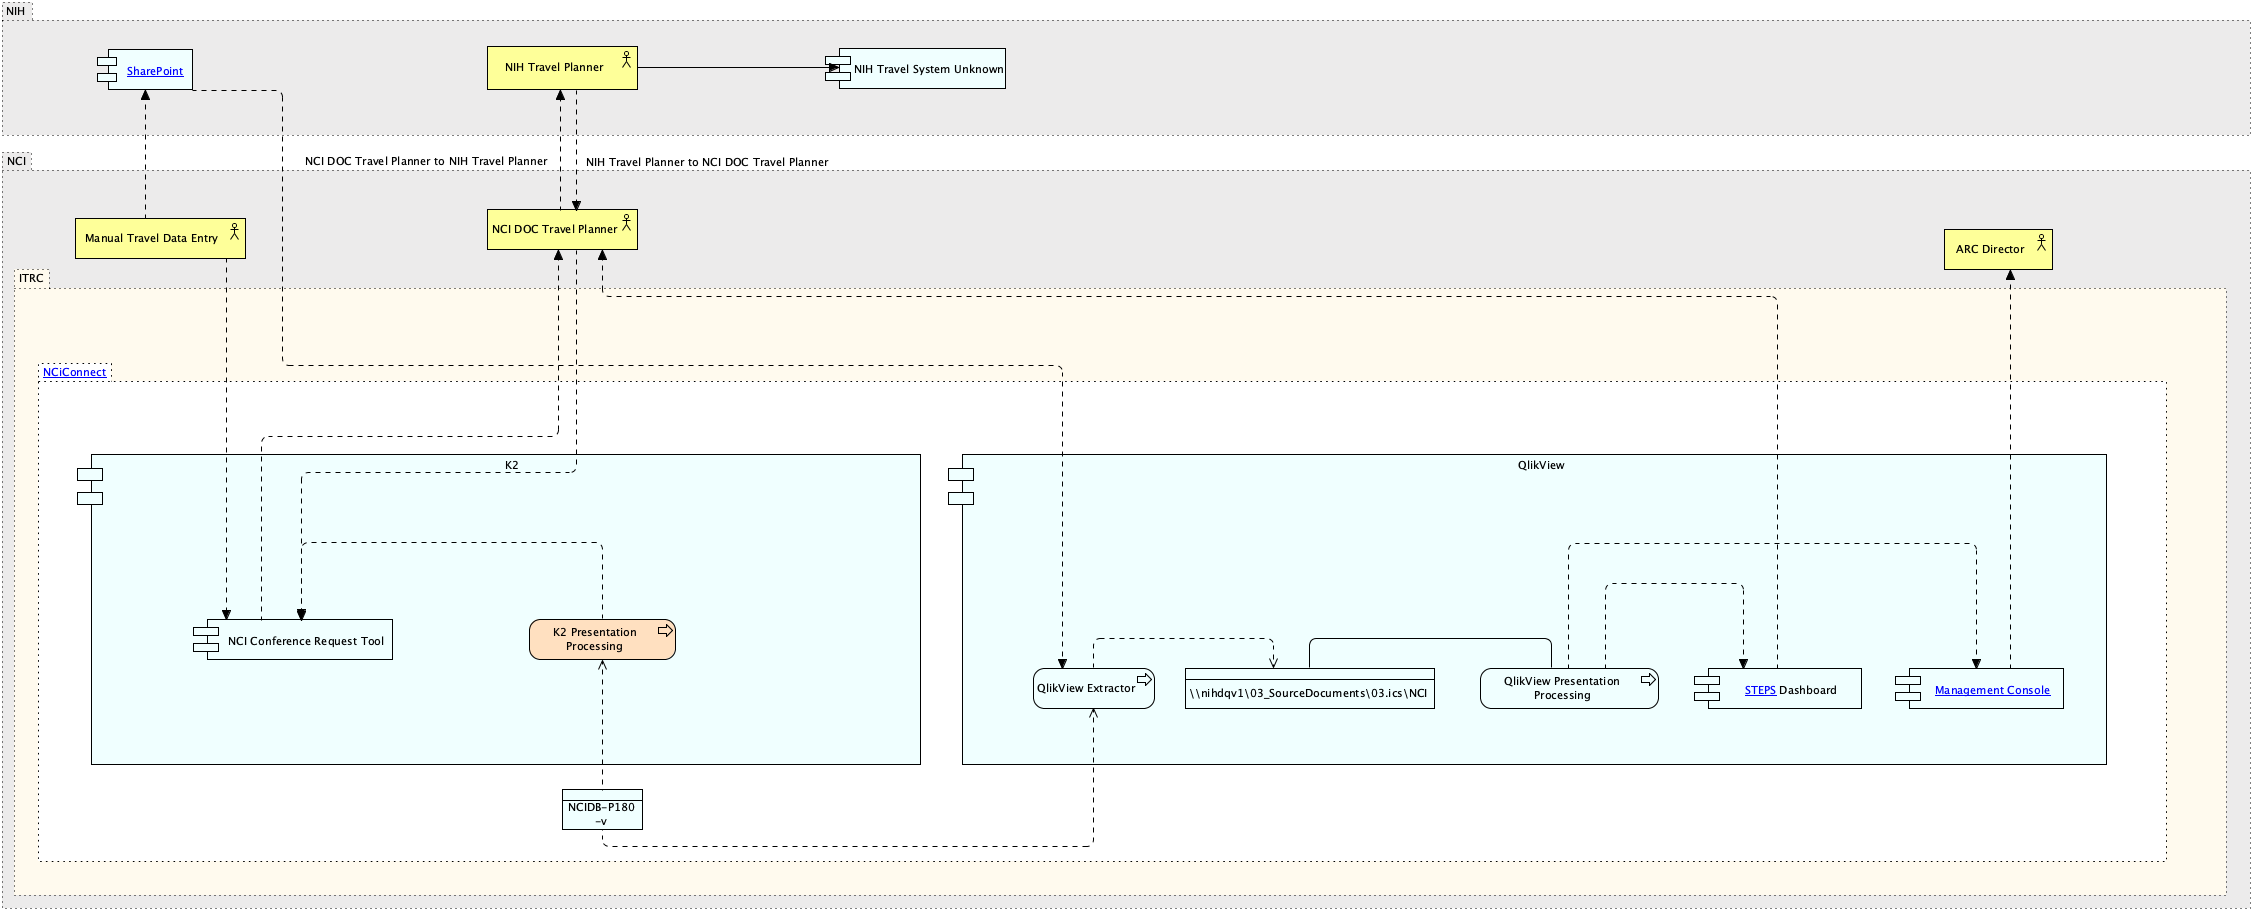 NIH
SharePoint
NIH Travel Planner
NIH Travel System Unknown
NCI
NCI DOC Travel Planner to NIH Travel Planner
NIH Travel Planner to NCI DOC Travel Planner
Manual Travel Data Entry
NCI DOC Travel Planner
ARC Director
ITRC
NCiConnect
K2
QlikView
NCI Conference Request Tool
K2 Presentation
Processing
QlikView Extractor
\\nihdqv1\03_SourceDocuments\03.ics\NCI
QlikView Presentation
Processing
STEPS Dashboard
Management Console
NCIDB-P180
-v